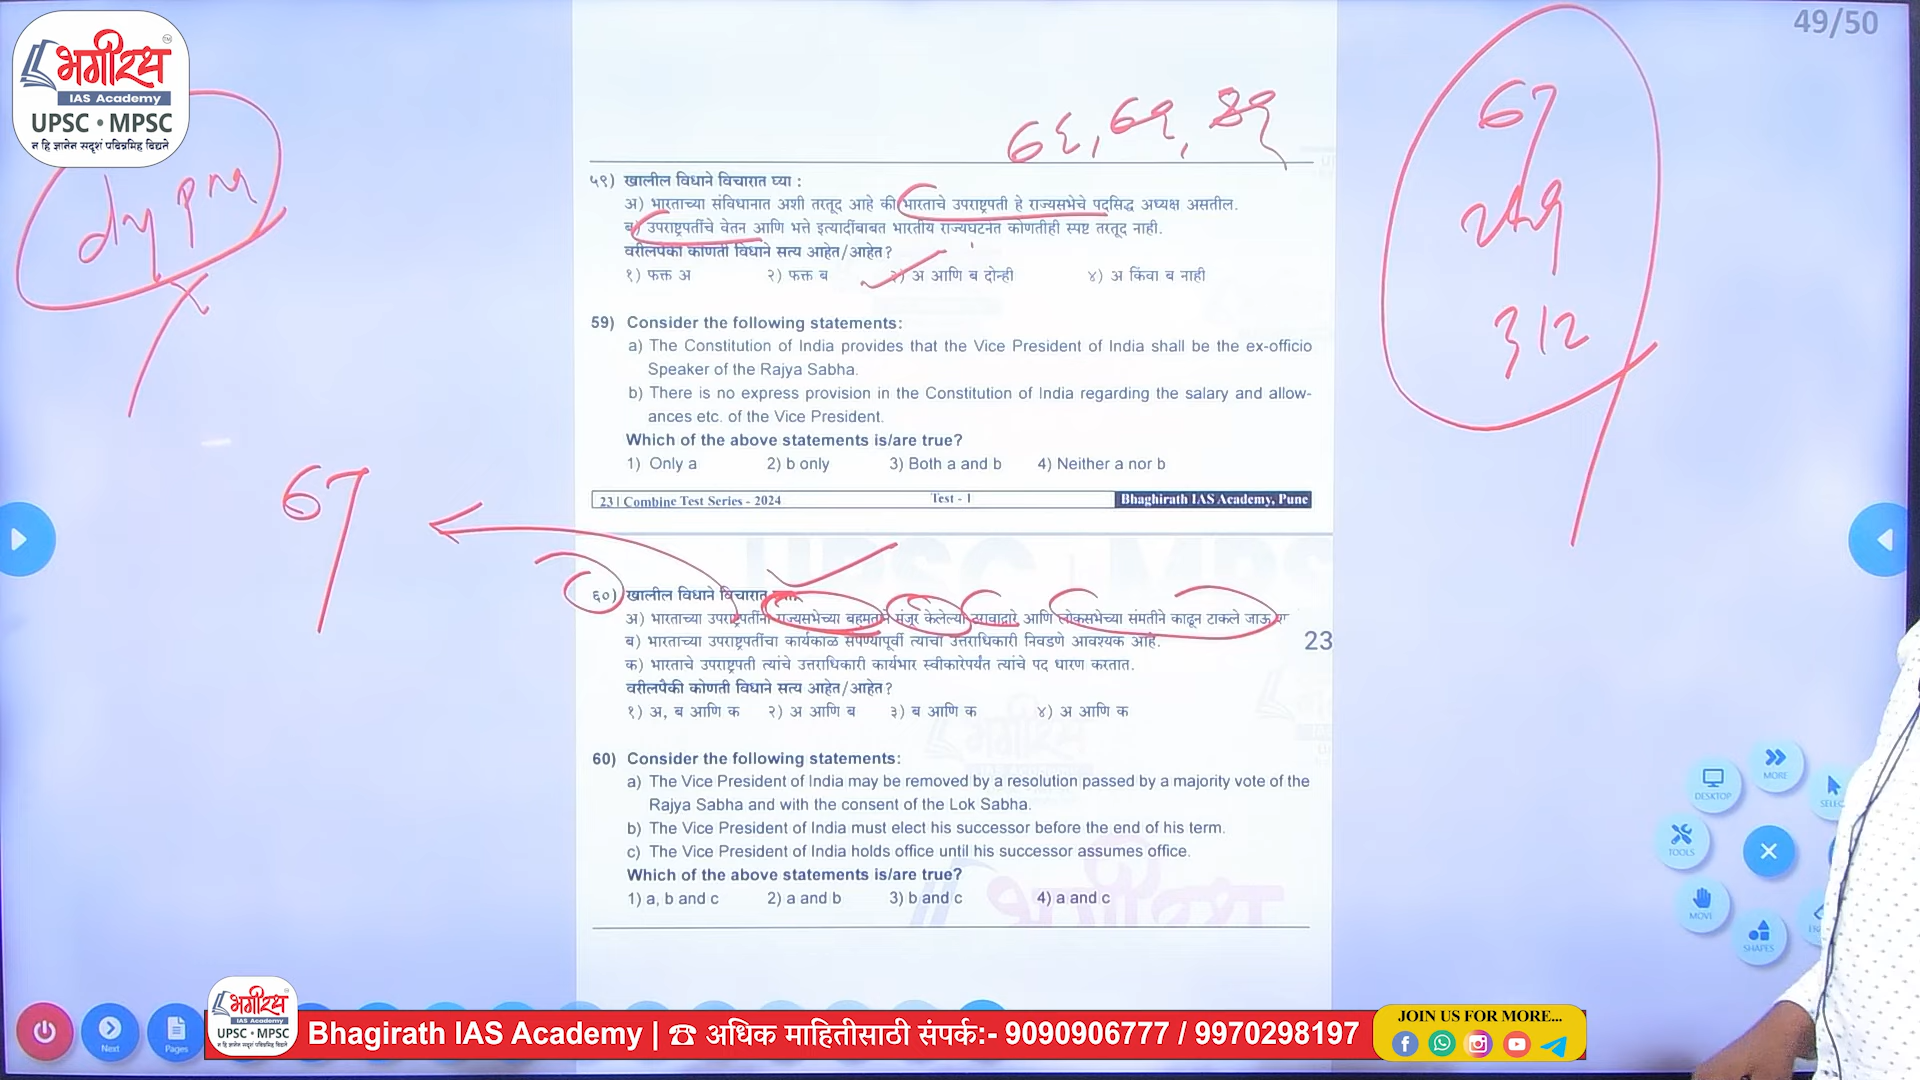 49/50
भगीरथ
IAS Academy
UPSC • MPSC
न हि ज्ञानेन सदृशं पवित्रमिह विद्यते
67
312
५९) खालील विधाने विचारात घ्या :
अ) भारताच्या संविधानात अशी तरतूद आहे की भारताचे उपराष्ट्रपती हे राज्यसभेचे पदसिद्ध अध्यक्ष असतील.
ब) उपराष्ट्रपतींचे वेतन आणि भत्ते इत्यादींबाबत भारतीय राज्यघटनेत कोणतीही स्पष्ट तरतूद नाही.
वरीलपैकी कोणती विधाने सत्य आहेत/आहेत?
१) फक्त अ २) फक्त ब ३) अ आणि ब दोन्ही ४) अ किंवा ब नाही
59) Consider the following statements:
a) The Constitution of India provides that the Vice President of India shall be the ex-officio
Speaker of the Rajya Sabha.
b) There is no express provision in the Constitution of India regarding the salary and allow-
ances etc. of the Vice President.
Which of the above statements is/are true?
1) Only a 2) b only 3) Both a and b 4) Neither a nor b
23 | Combine Test Series - 2024 Test - I Bhaghirath IAS Academy, Pune
67
६०) खालील विधाने विचारात
अ) भारताच्या उपराष्ट्रपतींना राज्यसभेच्या बहुमताने मंजूर केलेल्या ठरावाद्वारे आणि लोकसभेच्या संमतीने काढून टाकले जाऊ
ब) भारताच्या उपराष्ट्रपतींचा कार्यकाळ संपण्यापूर्वी त्याचा उत्तराधिकारी निवडणे आवश्यक आहे.
23
क) भारताचे उपराष्ट्रपती त्यांचे उत्तराधिकारी कार्यभार स्वीकारेपर्यंत त्यांचे पद धारण करतात.
वरीलपैकी कोणती विधाने सत्य आहेत/आहेत?
१) अ, ब आणि क २) अ आणि ब ३) ब आणि क ४) अ आणि क
60) Consider the following statements:
a) The Vice President of India may be removed by a resolution passed by a majority vote of the
Rajya Sabha and with the consent of the Lok Sabha.
b) The Vice President of India must elect his successor before the end of his term.
c) The Vice President of India holds office until his successor assumes office.
Which of the above statements is/are true?
1) a, b and c 2) a and b 3) b and c 4) a and c
MORE
DESKTOP
TOOLS
MOVE
SHAPES
Next
Pages
भगीरथ
IAS Academy
UPSC • MPSC
न हि ज्ञानेन सदृशं पवित्रमिह विद्यते
Bhagirath IAS Academy | ☎ अधिक माहितीसाठी संपर्क:- 9090906777 / 9970298197
JOIN US FOR MORE...